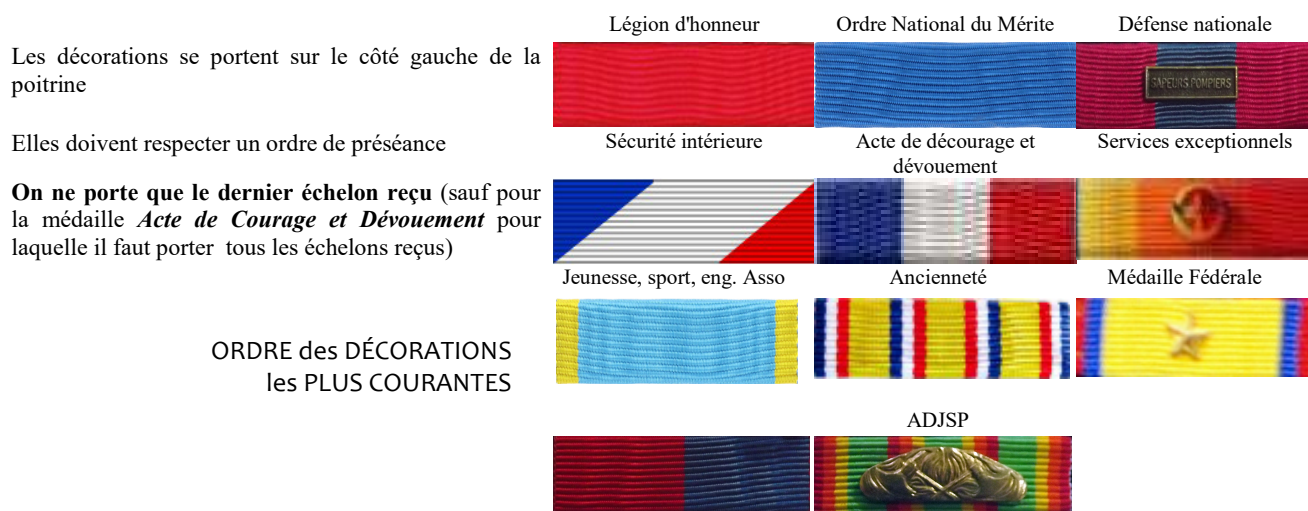 Les décorations se portent sur le côté gauche de la
poitrine
Elles doivent respecter un ordre de préséance
On ne porte que le dernier échelon reçu (sauf pour
la médaille Acte de Courage et Dévouement pour
laquelle il faut porter tous les échelons reçus)
ORDRE des DÉCORATIONS
les PLUS COURANTES
Légion d'honneur
Ordre National du Mérite
Défense nationale
SAPEURS POMPIERS
Sécurité intérieure
Acte de décourage et
dévouement
Services exceptionnels
Jeunesse, sport, eng. Asso
Ancienneté
Médaille Fédérale
ADJSP